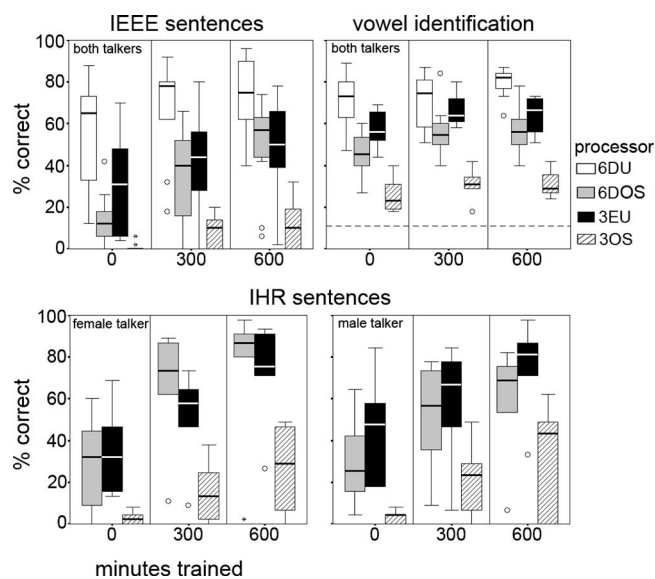 IEEE sentences
vowel identification
both talkers
both talkers
100
80
60
40
20
0
% correct
0 300 600
0 300 600
processor
6DU
6DOS
3EU
3OS
IHR sentences
female talker
male talker
100
80
60
40
20
0
% correct
0 300 600
0 300 600
minutes trained